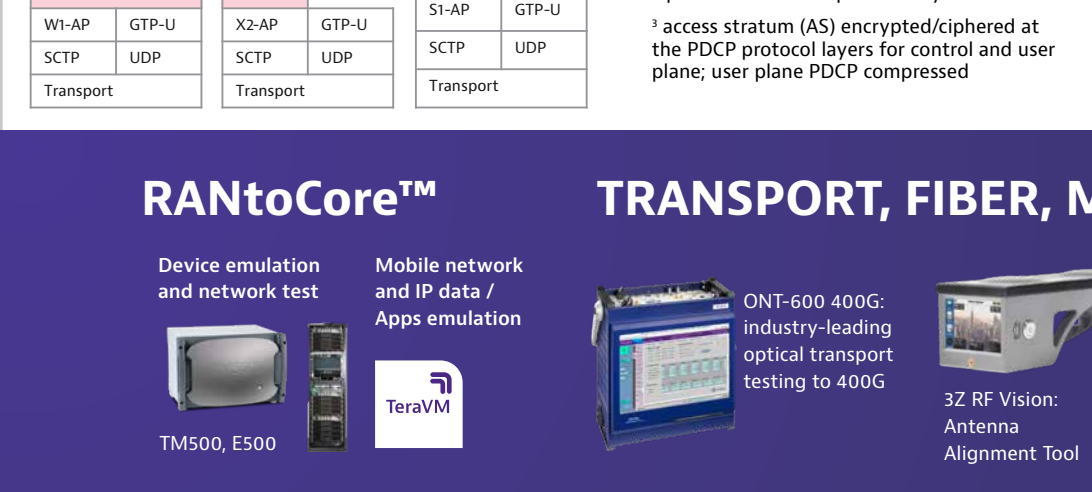 W1-AP GTP-U
SCTP UDP
Transport
X2-AP GTP-U
SCTP UDP
Transport
S1-AP GTP-U
SCTP UDP
Transport
³ access stratum (AS) encrypted/ciphered at
the PDCP protocol layers for control and user
plane; user plane PDCP compressed
RANtoCore™
Device emulation
and network test
TM500, E500
Mobile network
and IP data /
Apps emulation
TeraVM
TRANSPORT, FIBER,
ONT-600 400G:
industry-leading
optical transport
testing to 400G
3Z RF Vision:
Antenna
Alignment Tool